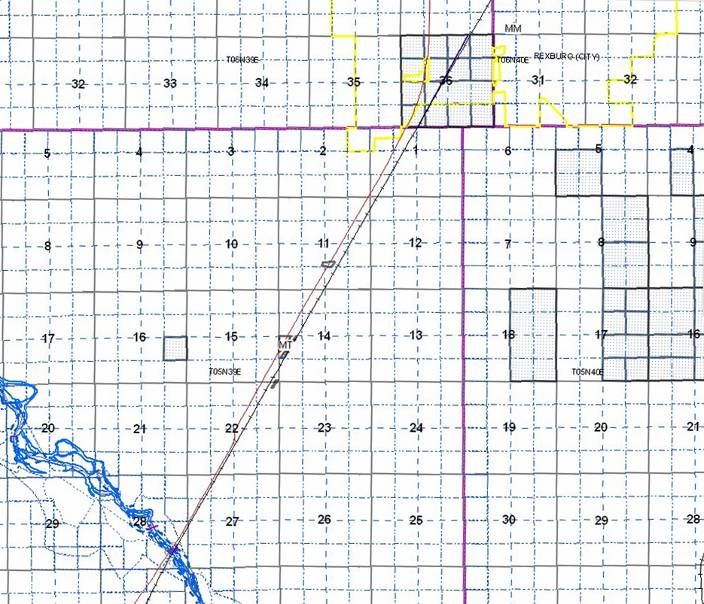 MM
T06N39E
T06N40E
REXBURG (CITY)
32 33 34 35 36 31 32
5 4 3 2 1 6 5 4
8 9 10 11 12 7 8 9
17 16 15 14 13 18 17 16
MT
T05N39E
T05N40E
20 21 22 23 24 19 20 21
29 28 27 26 25 30 29 28